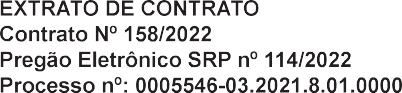 EXTRATO DE CONTRATO
Contrato Nº 158/2022
Pregão Eletrônico SRP nº 114/2022
Processo nº: 0005546-03.2021.8.01.0000